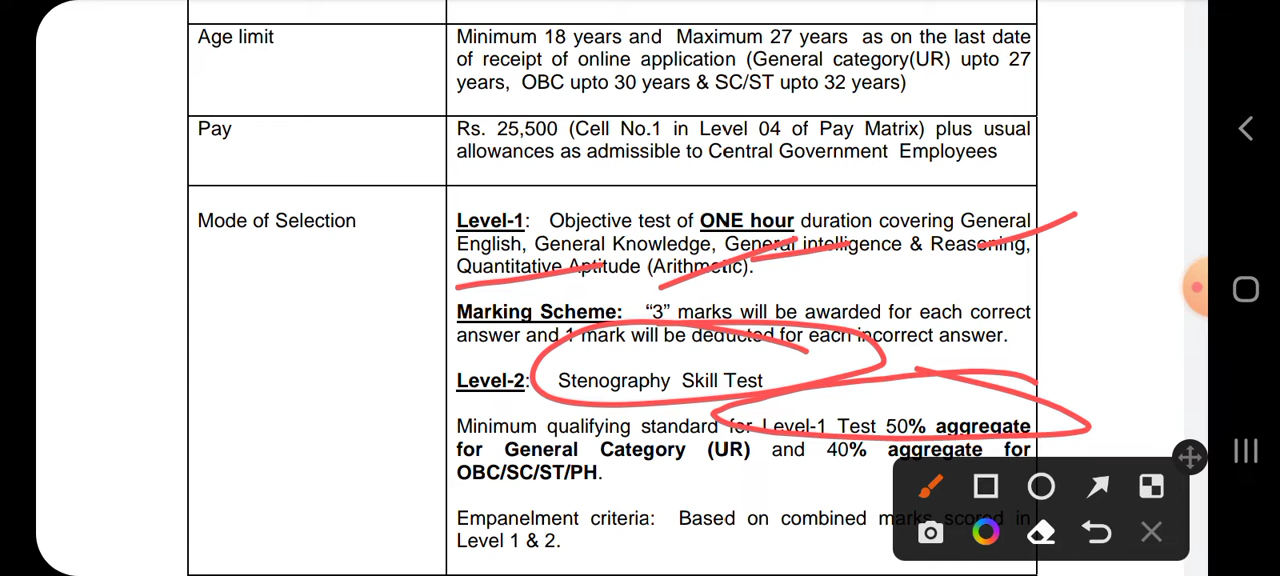 Age limit
Minimum 18 years and Maximum 27 years as on the last date
of receipt of online application (General category(UR) upto 27
years, OBC upto 30 years & SC/ST upto 32 years)
Pay
Rs. 25,500 (Cell No.1 in Level 04 of Pay Matrix) plus usual
allowances as admissible to Central Government Employees
Mode of Selection
Level-1: Objective test of ONE hour duration covering General
English, General Knowledge, General intelligence & Reasoning,
Quantitative Aptitude (Arithmetic).
Marking Scheme: “3” marks will be awarded for each correct
answer and 1 mark will be deducted for each incorrect answer.
Level-2: Stenography Skill Test
Minimum qualifying standard for Level-1 Test 50% aggregate
for General Category (UR) and 40% aggregate for
OBC/SC/ST/PH.
Empanelment criteria: Based on combined marks scored in
Level 1 & 2.